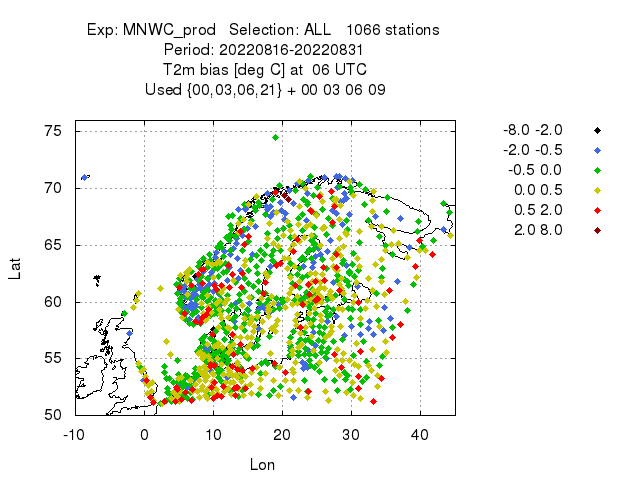 Exp: MNWC_prod Selection: ALL 1066 stations
Period: 20220816-20220831
T2m bias [deg C] at 06 UTC
Used {00,03,06,21} + 00 03 06 09
75
70
65
60
55
50
-10 0 10 20 30 40
Lat
Lon
-8.0 -2.0
-2.0 -0.5
-0.5 0.0
0.0 0.5
0.5 2.0
2.0 8.0